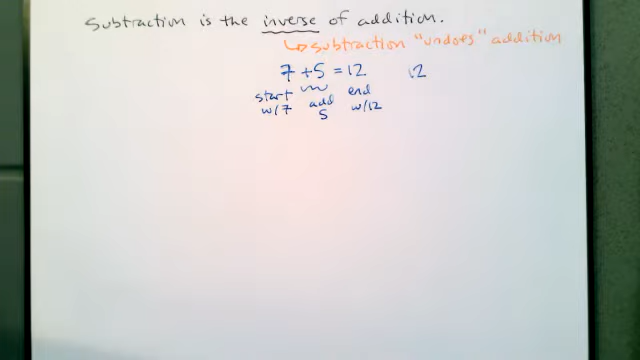 Subtraction is the inverse of addition.
↳ subtraction "undoes" addition
7 + 5 = 12 12
start add end
w/7 5 w/12